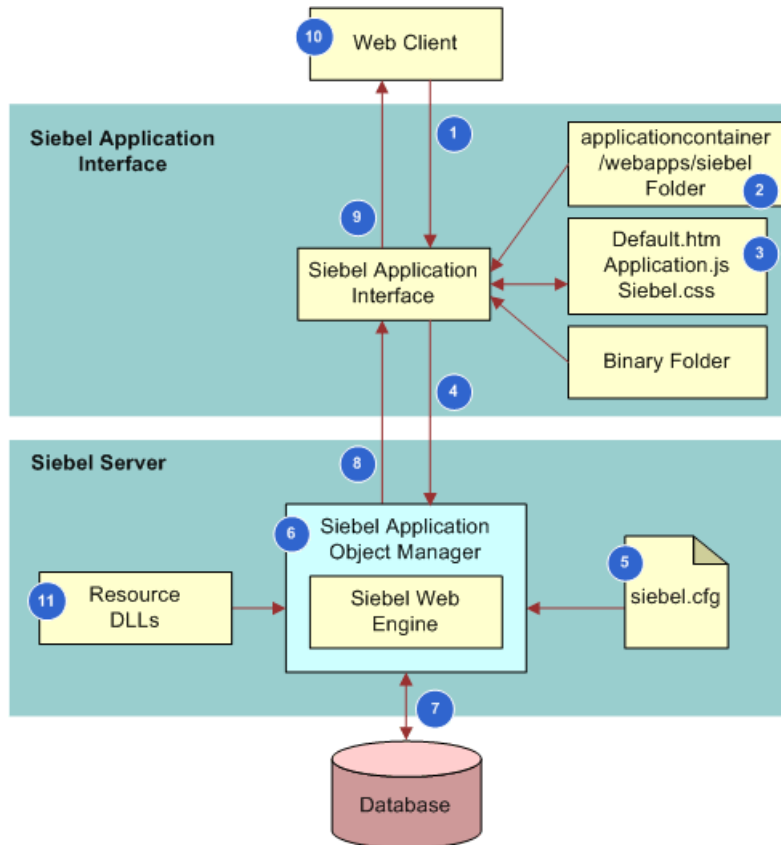 10
Web Client
1
Siebel Application
Interface
applicationcontainer
/webapps/siebel
Folder
2
9
Default.htm
Application.js
Siebel.css
3
Siebel Application
Interface
Binary Folder
4
Siebel Server
8
6
Siebel Application
Object Manager
5
siebel.cfg
11
Resource
DLLs
Siebel Web
Engine
7
Database